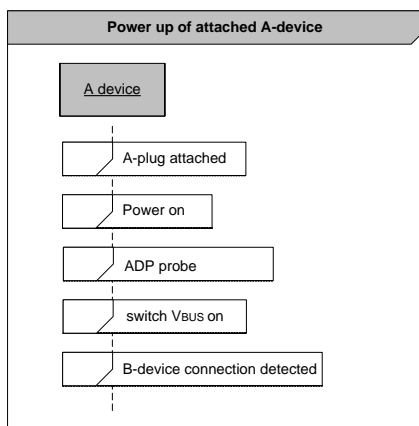 Power up of attached A-device
A device
A-plug attached
Power on
ADP probe
switch VBUS on
B-device connection detected